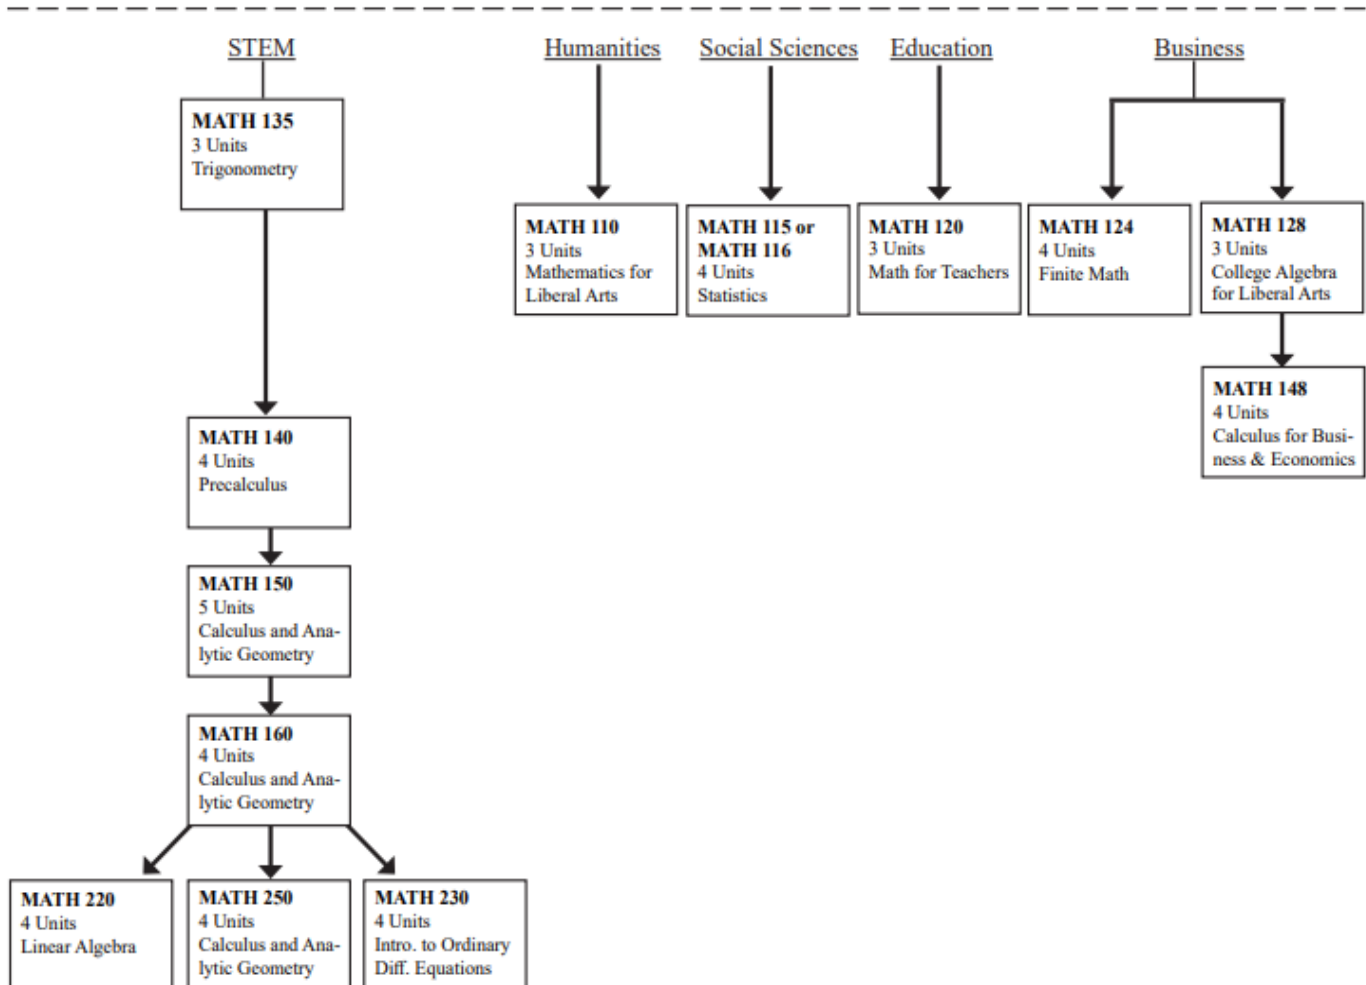 STEM
Humanities
Social Sciences
Education
Business
MATH 135
3 Units
Trigonometry
MATH 110
3 Units
Mathematics for
Liberal Arts
MATH 115 or
MATH 116
4 Units
Statistics
MATH 120
3 Units
Math for Teachers
MATH 124
4 Units
Finite Math
MATH 128
3 Units
College Algebra
for Liberal Arts
MATH 148
4 Units
Calculus for Busi-
ness & Economics
MATH 140
4 Units
Precalculus
MATH 150
5 Units
Calculus and Ana-
lytic Geometry
MATH 160
4 Units
Calculus and Ana-
lytic Geometry
MATH 220
4 Units
Linear Algebra
MATH 250
4 Units
Calculus and Ana-
lytic Geometry
MATH 230
4 Units
Intro. to Ordinary
Diff. Equations